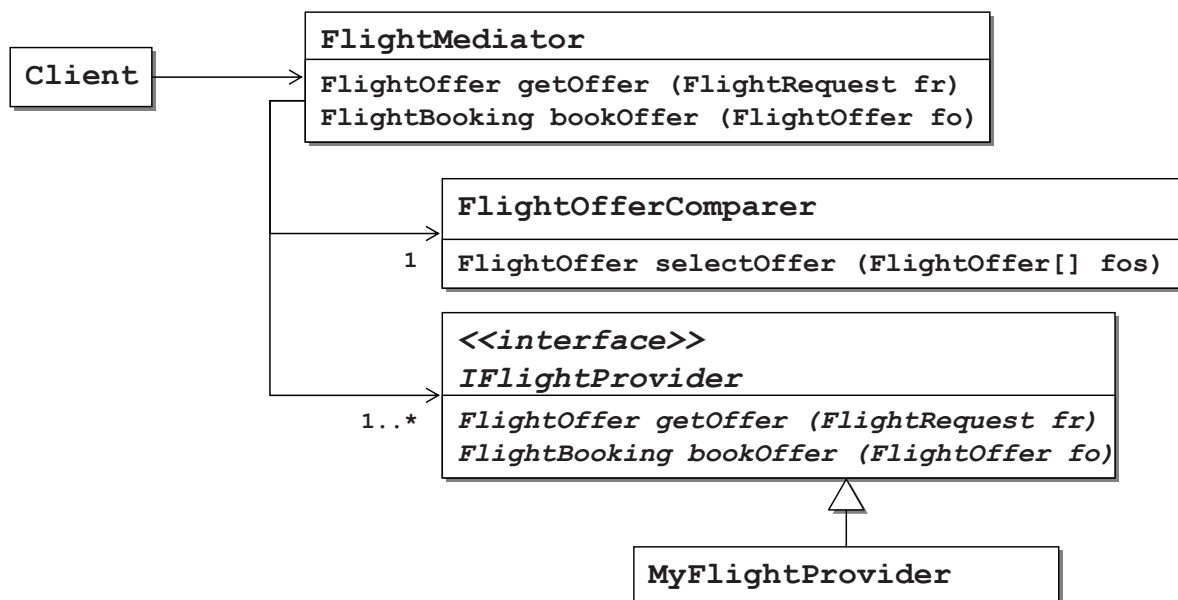 FlightMediator
Client
FlightOffer getOffer (FlightRequest fr)
FlightBooking bookOffer (FlightOffer fo)
FlightOfferComparer
1
FlightOffer selectOffer (FlightOffer[] fos)
<<interface>>
IFlightProvider
1..*
FlightOffer getOffer (FlightRequest fr)
FlightBooking bookOffer (FlightOffer fo)
MyFlightProvider